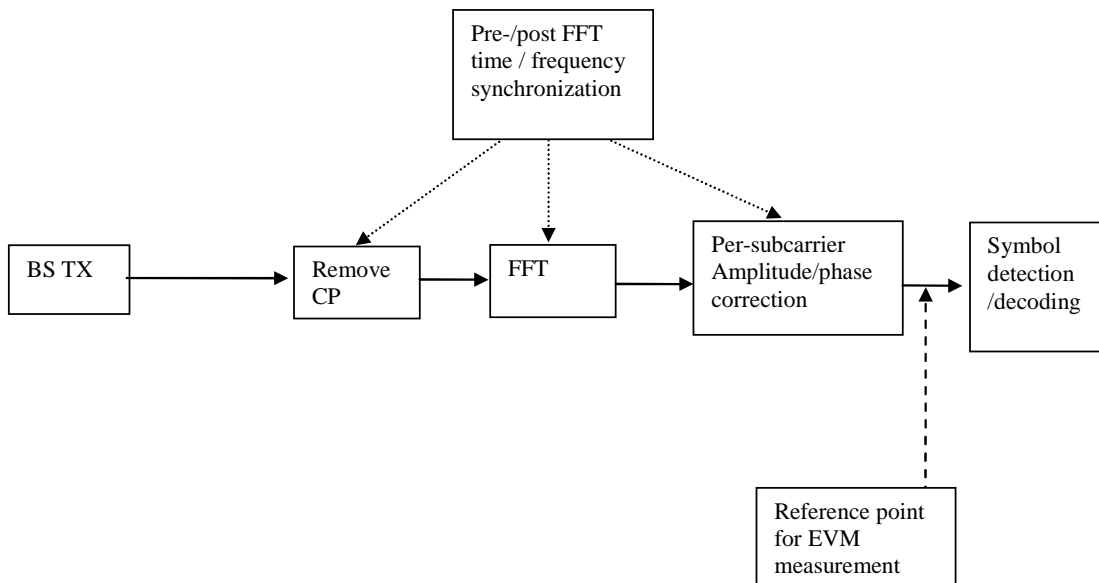 Pre-/post FFT
time / frequency
synchronization
BS TX
Remove
CP
FFT
Per-subcarrier
Amplitude/phase
correction
Symbol
detection
/decoding
Reference point
for EVM
measurement